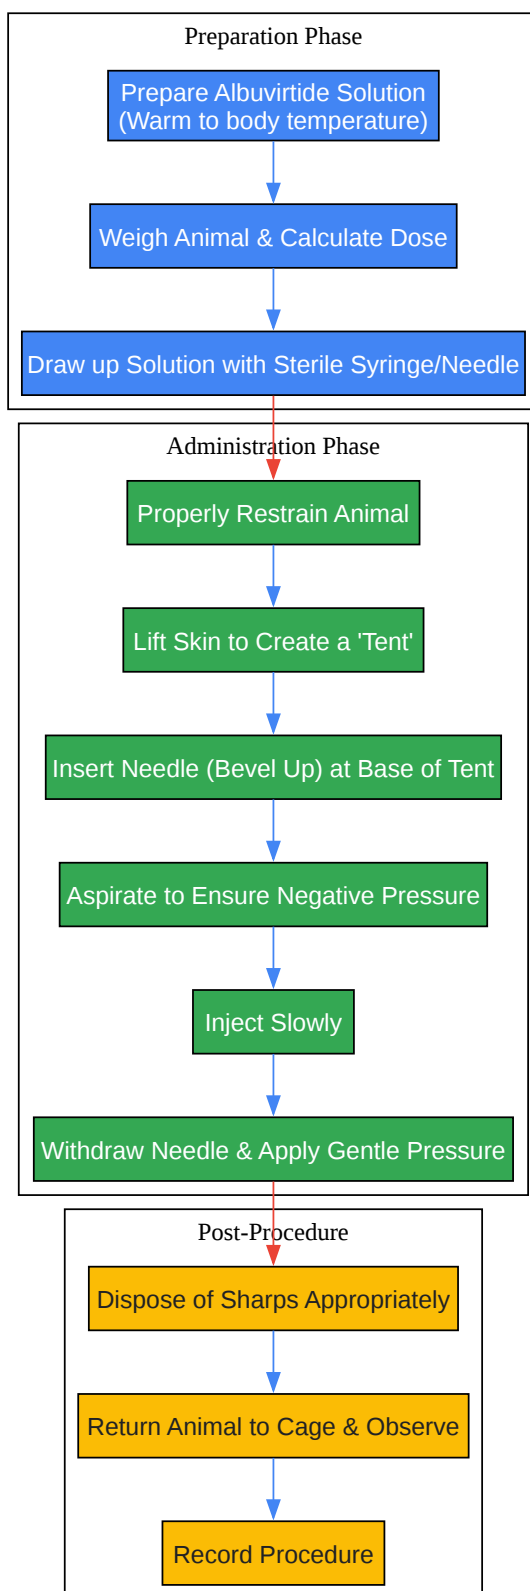 Preparation Phase
Prepare Albuvirtide Solution
(Warm to body temperature)
Weigh Animal & Calculate Dose
Draw up Solution with Sterile Syringe/Needle
Administration Phase
Properly Restrain Animal
Lift Skin to Create a 'Tent'
Insert Needle (Bevel Up) at Base of Tent
Aspirate to Ensure Negative Pressure
Inject Slowly
Withdraw Needle & Apply Gentle Pressure
Post-Procedure
Dispose of Sharps Appropriately
Return Animal to Cage & Observe
Record Procedure